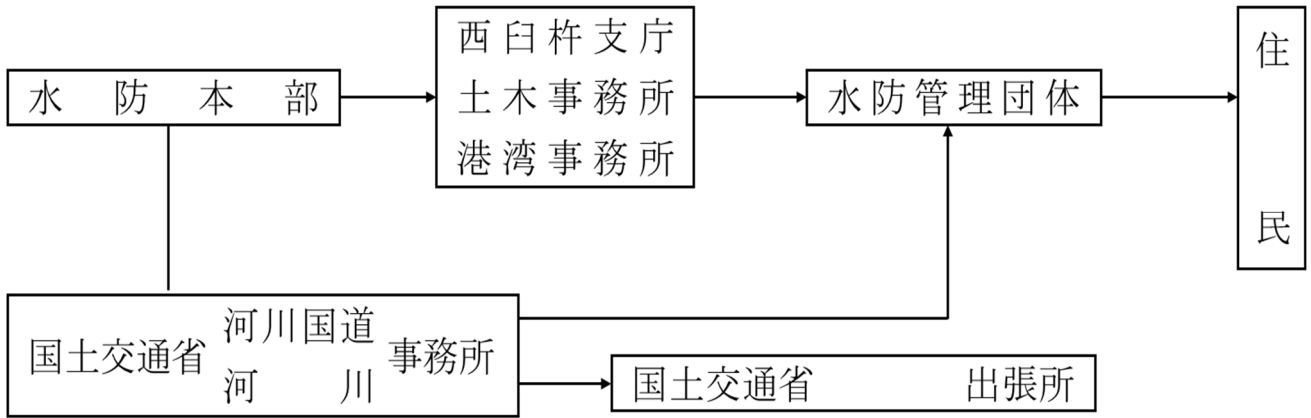 水防本部
西臼杵支庁
土木事務所
港湾事務所
水防管理団体
住民
国土交通省 河川国道 事務所
河川
国土交通省 出張所